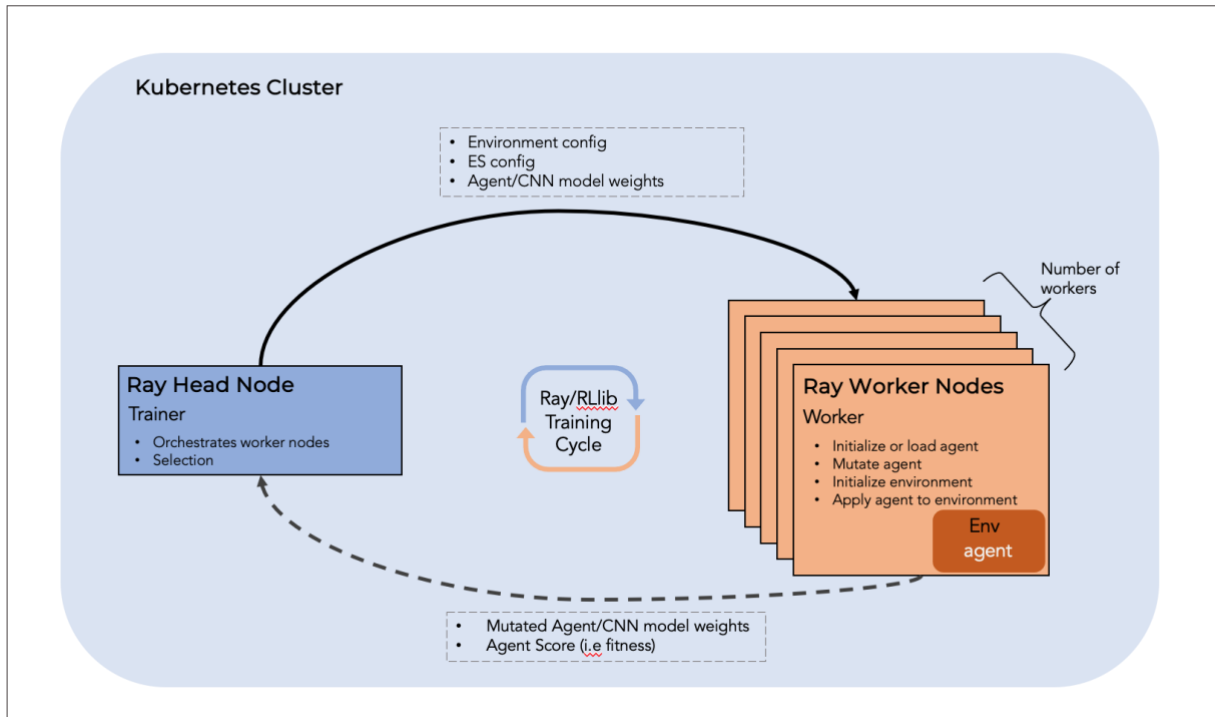 Kubernetes Cluster
• Environment config
• ES config
• Agent/CNN model weights
Number of
workers
Ray Head Node
Trainer
• Orchestrates worker nodes
• Selection
Ray/RLlib
Training
Cycle
Ray Worker Nodes
Worker
• Initialize or load agent
• Mutate agent
• Initialize environment
• Apply agent to environment
Env
agent
• Mutated Agent/CNN model weights
• Agent Score (i.e fitness)